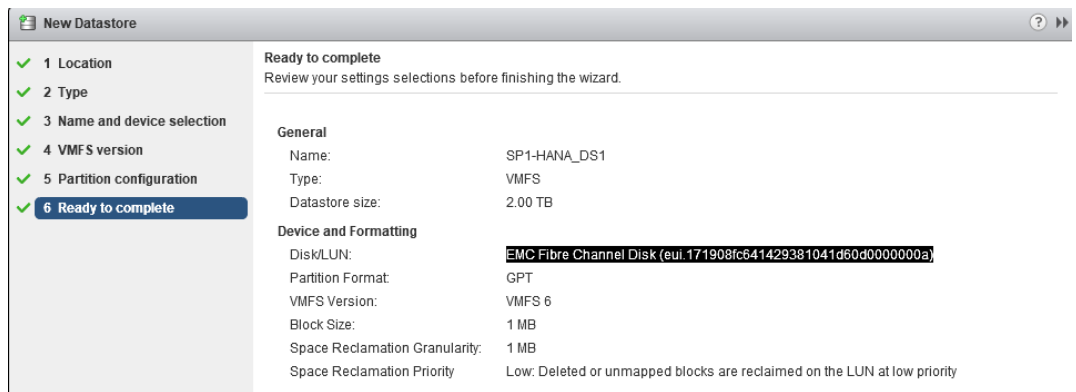 New Datastore
1 Location
2 Type
3 Name and device selection
4 VMFS version
5 Partition configuration
6 Ready to complete
Ready to complete
Review your settings selections before finishing the wizard.
General
Name: SP1-HANA_DS1
Type: VMFS
Datastore size: 2.00 TB
Device and Formatting
Disk/LUN: EMC Fibre Channel Disk (eui.171908fc641429381041d60d0000000a)
Partition Format: GPT
VMFS Version: VMFS 6
Block Size: 1 MB
Space Reclamation Granularity: 1 MB
Space Reclamation Priority Low: Deleted or unmapped blocks are reclaimed on the LUN at low priority